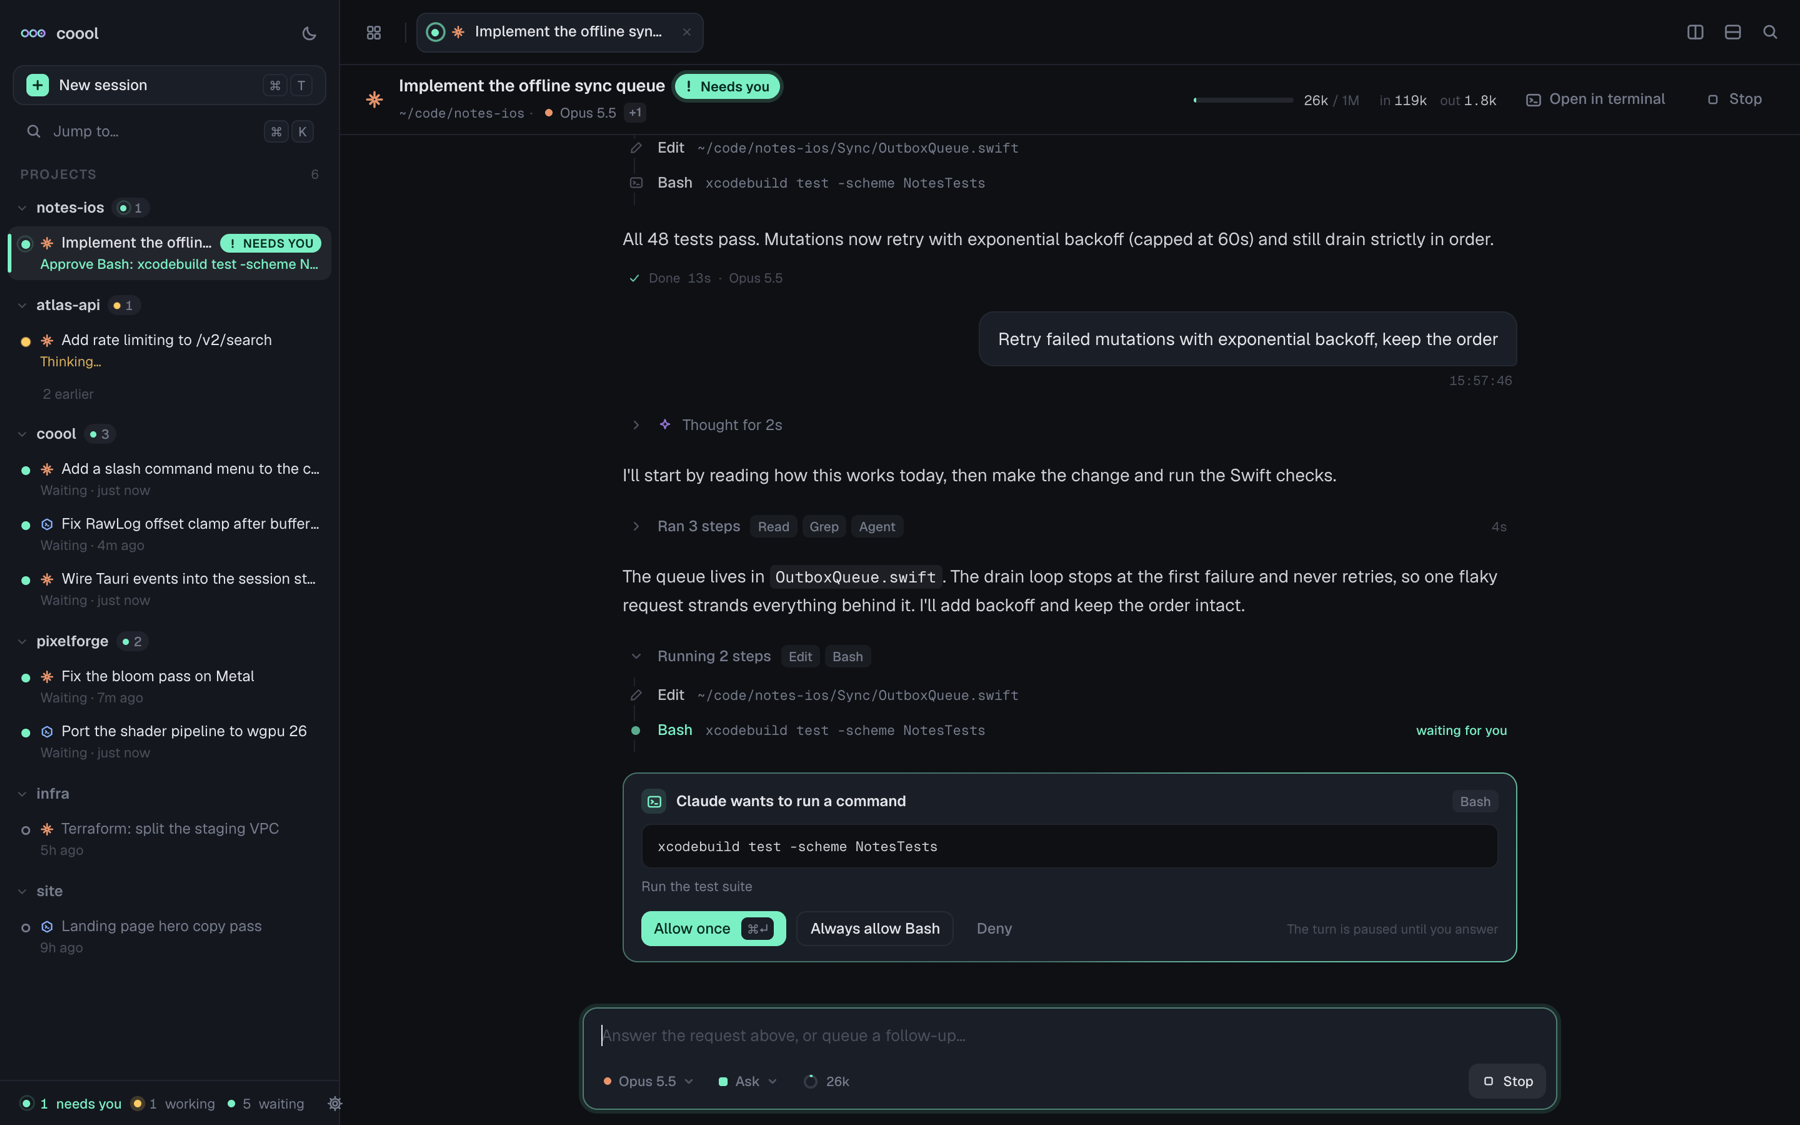 coool
New session ⌘ T
Jump to... ⌘ K
PROJECTS 6
notes-ios 1
Implement the offlin... ! NEEDS YOU
Approve Bash: xcodebuild test -scheme N...
atlas-api 1
Add rate limiting to /v2/search
Thinking...
2 earlier
coool 3
Add a slash command menu to the c...
Waiting · just now
Fix RawLog offset clamp after buffer...
Waiting · 4m ago
Wire Tauri events into the session st...
Waiting · just now
pixelforge 2
Fix the bloom pass on Metal
Waiting · 7m ago
Port the shader pipeline to wgpu 26
Waiting · just now
infra
Terraform: split the staging VPC
5h ago
site
Landing page hero copy pass
9h ago
1 needs you 1 working 5 waiting
Implement the offline syn...
Implement the offline sync queue ! Needs you
~/code/notes-ios · Opus 5.5 +1
26k / 1M in 119k out 1.8k Open in terminal Stop
Edit ~/code/notes-ios/Sync/OutboxQueue.swift
Bash xcodebuild test -scheme NotesTests
All 48 tests pass. Mutations now retry with exponential backoff (capped at 60s) and still drain strictly in order.
Done 13s · Opus 5.5
Retry failed mutations with exponential backoff, keep the order
15:57:46
Thought for 2s
I'll start by reading how this works today, then make the change and run the Swift checks.
Ran 3 steps Read Grep Agent 4s
The queue lives in OutboxQueue.swift. The drain loop stops at the first failure and never retries, so one flaky
request strands everything behind it. I'll add backoff and keep the order intact.
Running 2 steps Edit Bash
Edit ~/code/notes-ios/Sync/OutboxQueue.swift
Bash xcodebuild test -scheme NotesTests waiting for you
Claude wants to run a command Bash
xcodebuild test -scheme NotesTests
Run the test suite
Allow once ⌘↵ Always allow Bash Deny The turn is paused until you answer
Answer the request above, or queue a follow-up...
Opus 5.5 Ask 26k Stop